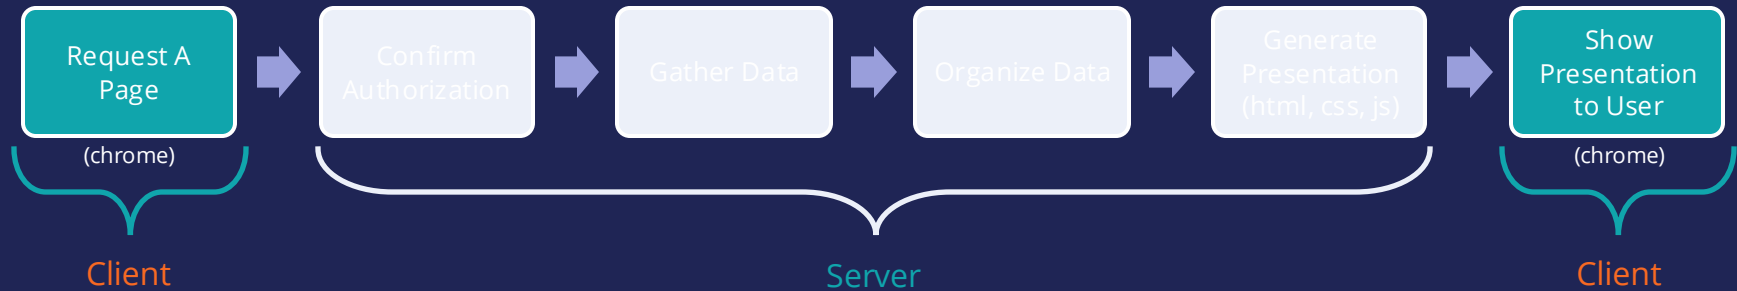 Request A
Page
Confirm
Authorization
Gather Data
Organize Data
Generate
Presentation
(html, css, js)
Show
Presentation
to User
(chrome)
(chrome)
Client
Server
Client